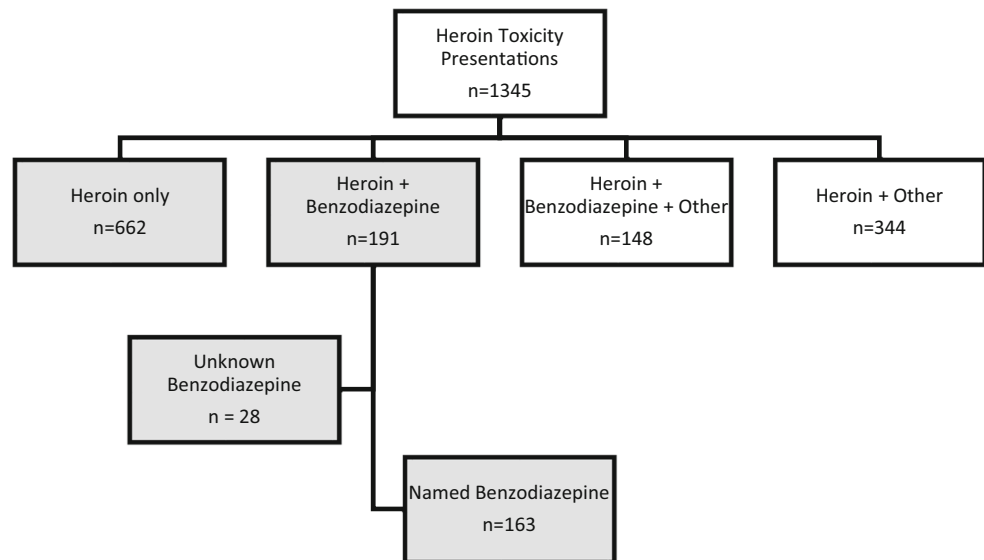 Heroin Toxicity
Presentations
n=1345
Heroin only
n=662
Heroin +
Benzodiazepine
n=191
Heroin +
Benzodiazepine + Other
n=148
Heroin + Other
n=344
Unknown
Benzodiazepine
n = 28
Named Benzodiazepine
n=163